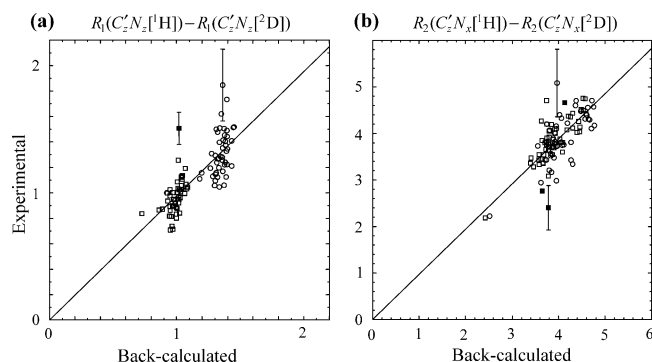 (a) R₁(C′zNz[¹H])−R₁(C′zNz[²D])
(b) R₂(C′zNx[¹H])−R₂(C′zNx[²D])
Experimental
2
1
0
0 1 2
Back-calculated
6
5
4
3
2
1
0
0 1 2 3 4 5 6
Back-calculated